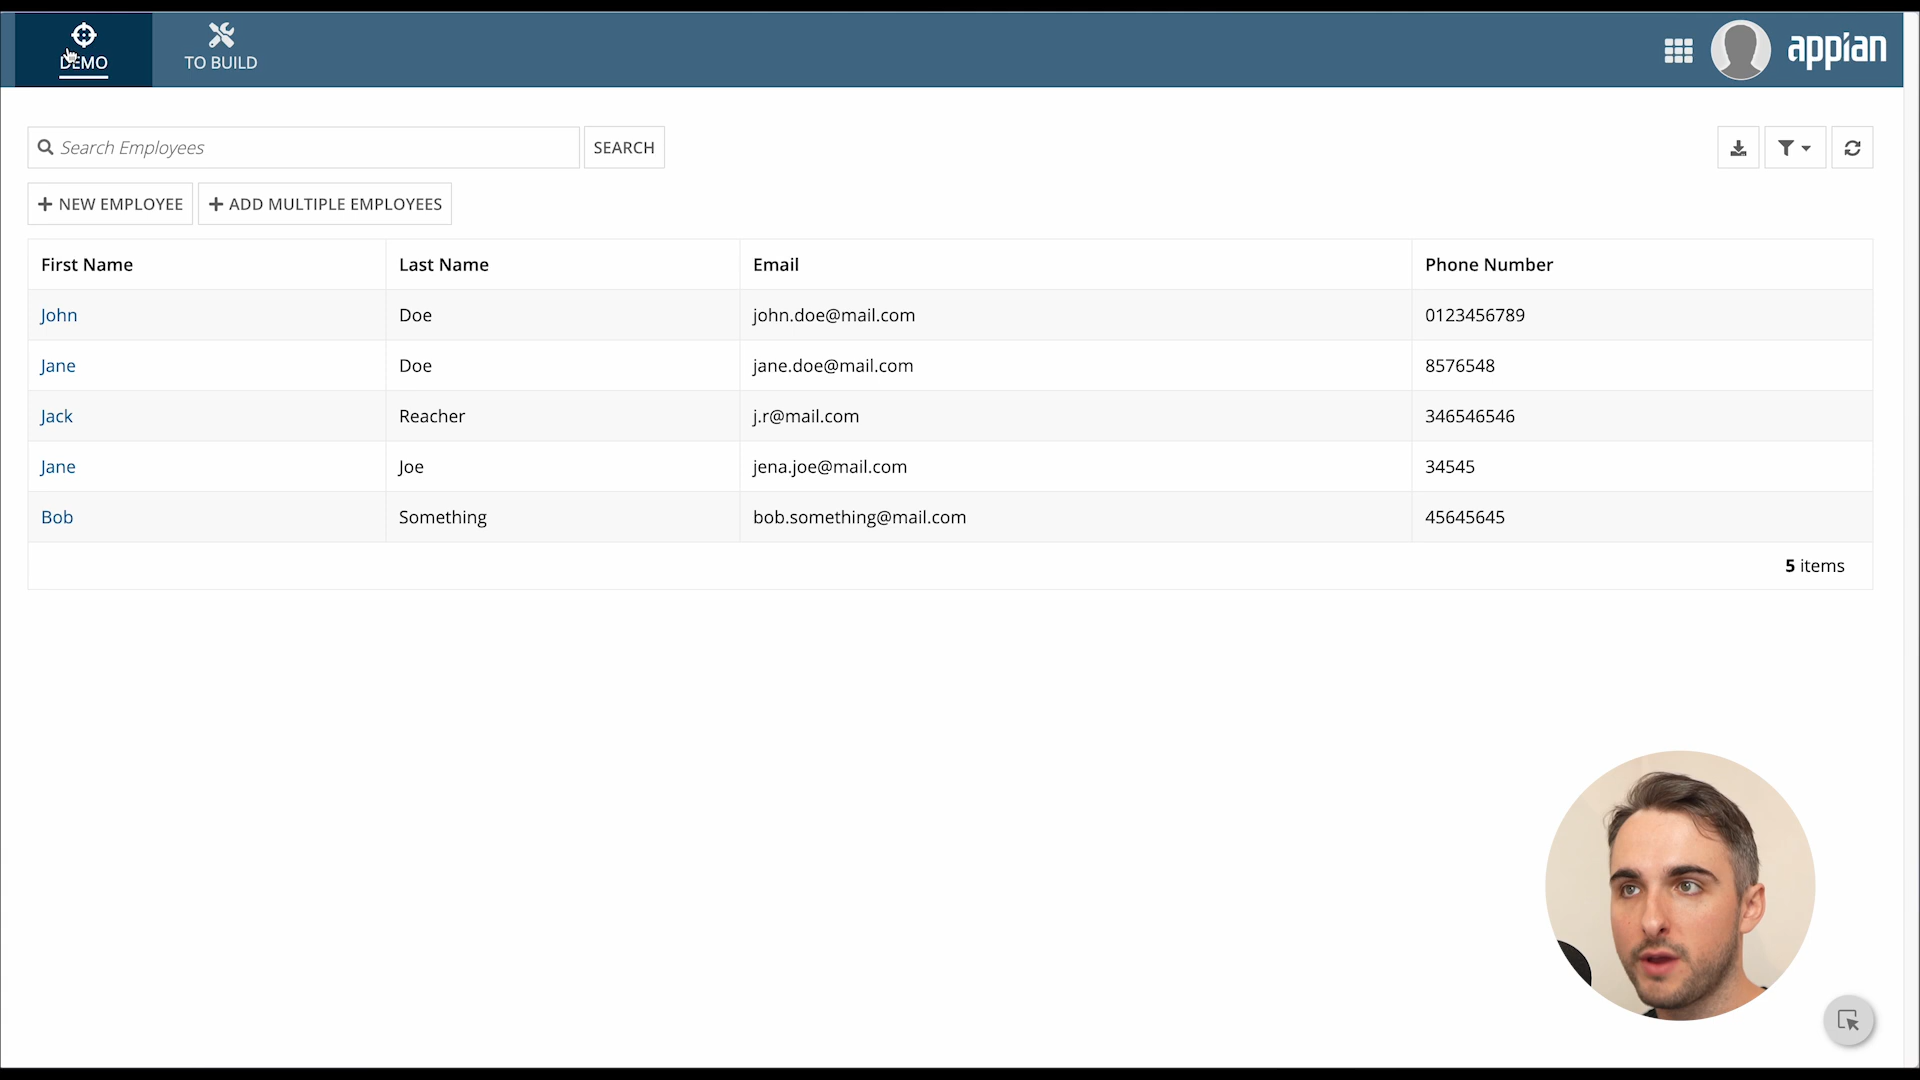 DEMO
TO BUILD
appian
Search Employees
SEARCH
NEW EMPLOYEE
ADD MULTIPLE EMPLOYEES
First Name Last Name Email Phone Number
John Doe john.doe@mail.com 0123456789
Jane Doe jane.doe@mail.com 8576548
Jack Reacher j.r@mail.com 346546546
Jane Joe jena.joe@mail.com 34545
Bob Something bob.something@mail.com 45645645
5 items